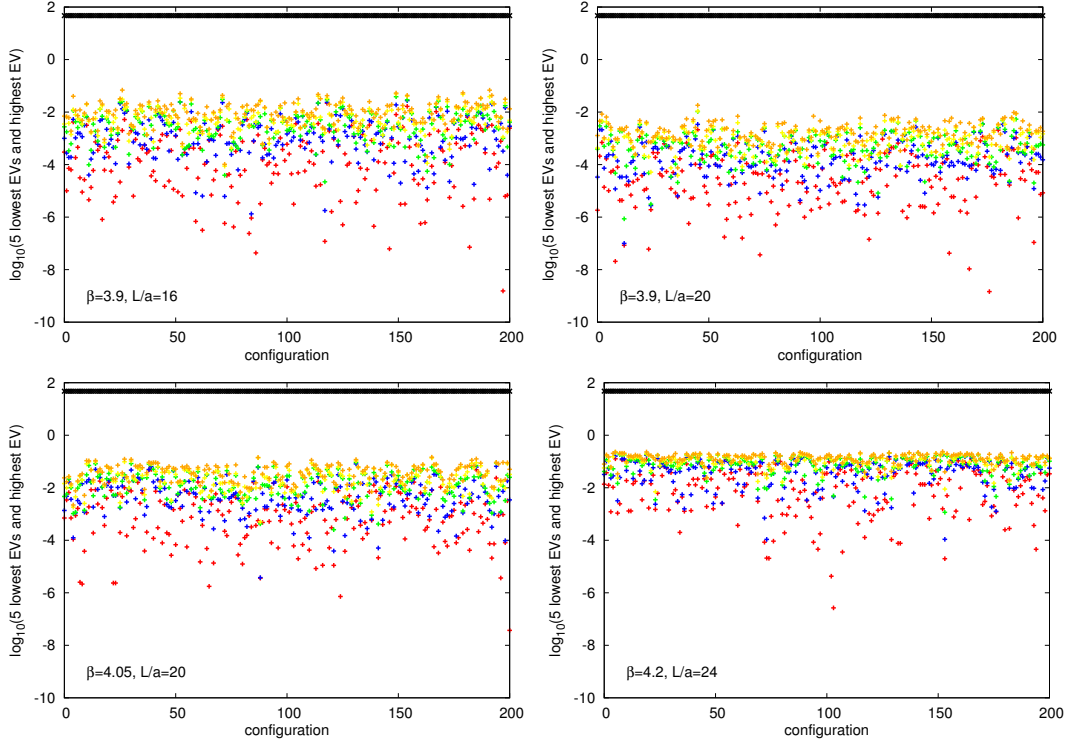 log₁₀(5 lowest EVs and highest EV)
2
0
-2
-4
-6
-8
-10
β=3.9, L/a=16
0 50 100 150 200
configuration
log₁₀(5 lowest EVs and highest EV)
2
0
-2
-4
-6
-8
-10
β=3.9, L/a=20
0 50 100 150 200
configuration
log₁₀(5 lowest EVs and highest EV)
2
0
-2
-4
-6
-8
-10
β=4.05, L/a=20
0 50 100 150 200
configuration
log₁₀(5 lowest EVs and highest EV)
2
0
-2
-4
-6
-8
-10
β=4.2, L/a=24
0 50 100 150 200
configuration